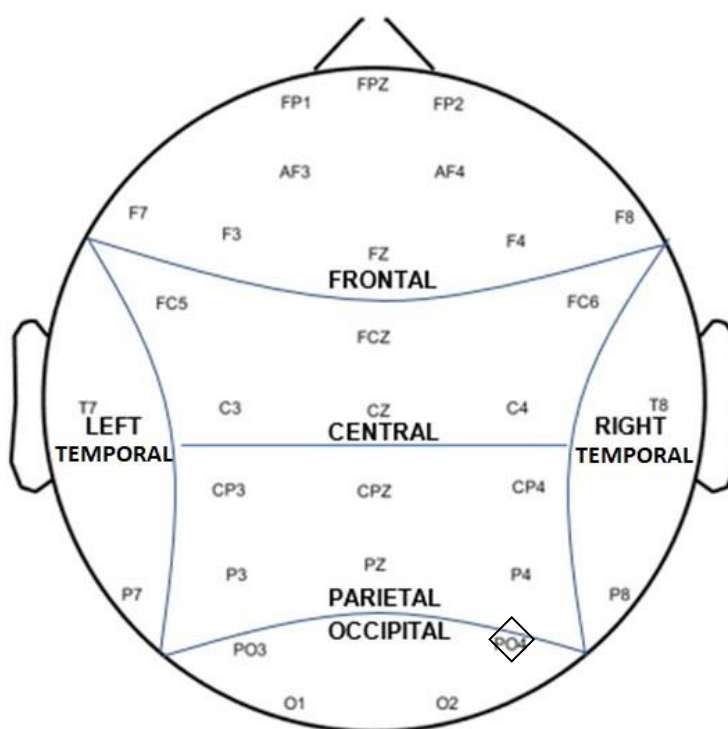 FPZ
FP1 FP2
AF3 AF4
F7 F8
F3 F4
FZ
FRONTAL
FC5 FC6
FCZ
T7 C3 CZ C4 T8
LEFT CENTRAL RIGHT
TEMPORAL TEMPORAL
CP3 CPZ CP4
P3 PZ P4
P7 PARIETAL P8
OCCIPITAL
PO3 PO4
O1 O2